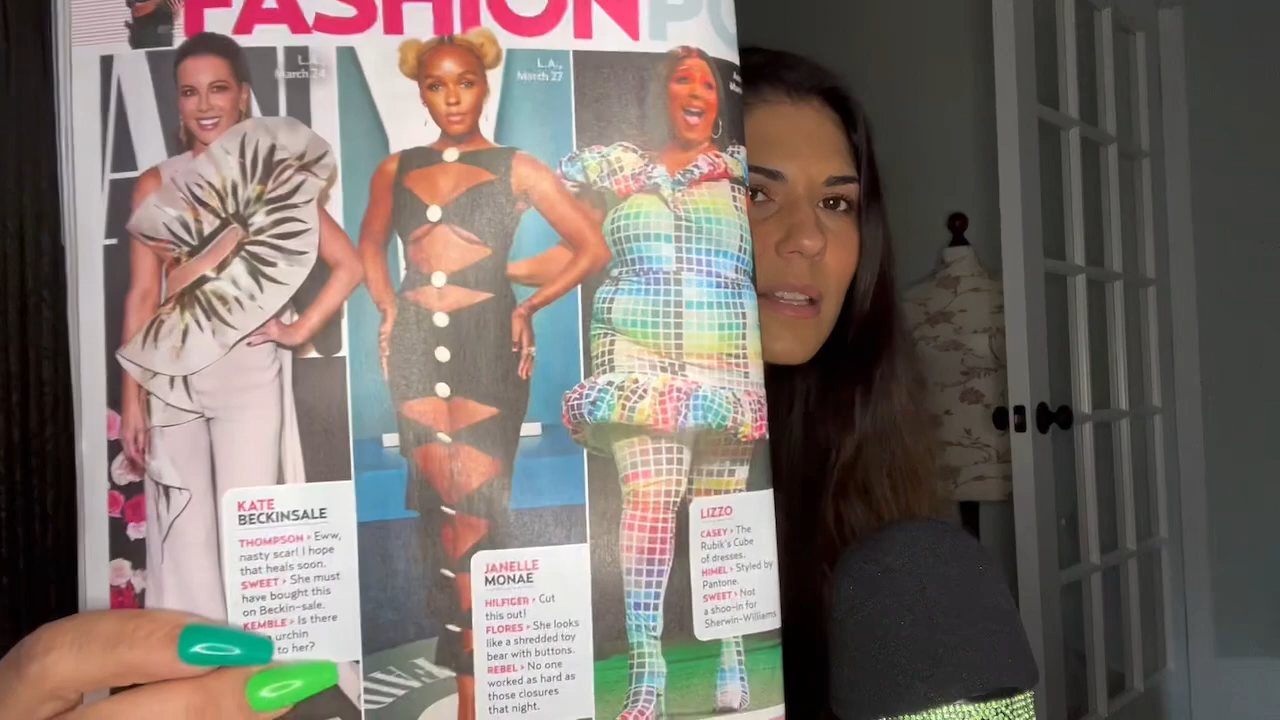 FASHION
L.A.,
March 24
L.A.,
March 27
KATE
BECKINSALE
THOMPSON > Eww,
nasty scar! I hope
that heals soon.
SWEET > She must
have bought this
on Beckin-sale.
KEMBLE > Is there
urchin
to her?
JANELLE
MONAE
HILFIGER > Cut
this out!
FLORES > She looks
like a shredded toy
bear with buttons.
REBEL > No one
worked as hard as
those closures
that night.
LIZZO
CASEY > The
Rubik's Cube
of dresses.
HIMEL > Styled by
Pantone.
SWEET > Not
a shoo-in for
Sherwin-Williams